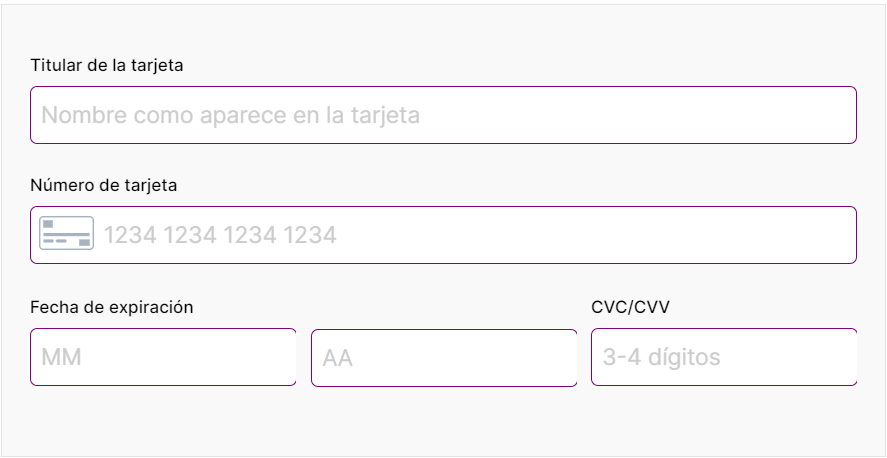 Titular de la tarjeta
Nombre como aparece en la tarjeta
Número de tarjeta
1234 1234 1234 1234
Fecha de expiración CVC/CVV
MM AA 3-4 dígitos